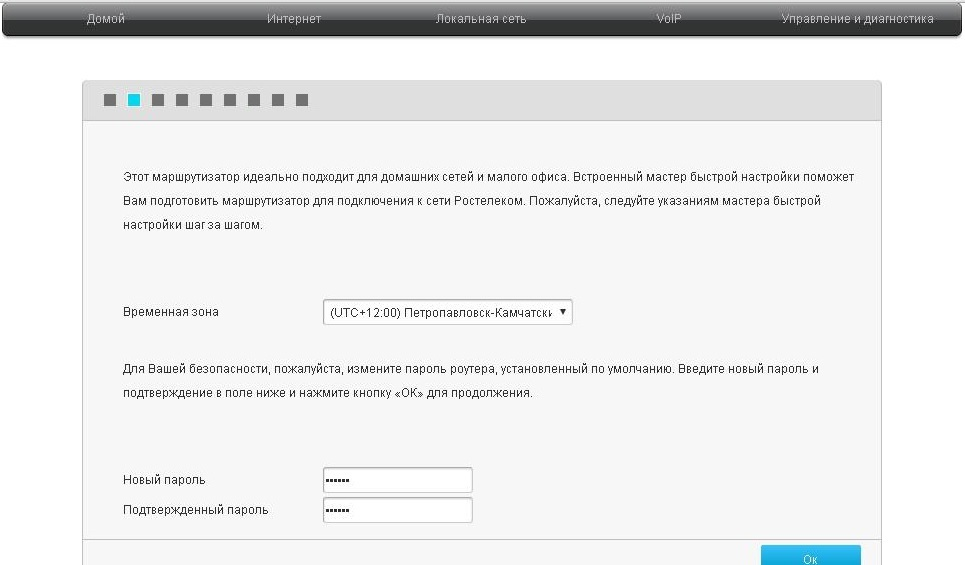 Домой Интернет Локальная сеть VoIP Управление и диагностика
Этот маршрутизатор идеально подходит для домашних сетей и малого офиса. Встроенный мастер быстрой настройки поможет
Вам подготовить маршрутизатор для подключения к сети Ростелеком. Пожалуйста, следуйте указаниям мастера быстрой
настройки шаг за шагом.
Временная зона (UTC+12:00) Петропавловск-Камчатски
Для Вашей безопасности, пожалуйста, измените пароль роутера, установленный по умолчанию. Введите новый пароль и
подтверждение в поле ниже и нажмите кнопку «ОК» для продолжения.
Новый пароль ••••••
Подтвержденный пароль ••••••
Ок